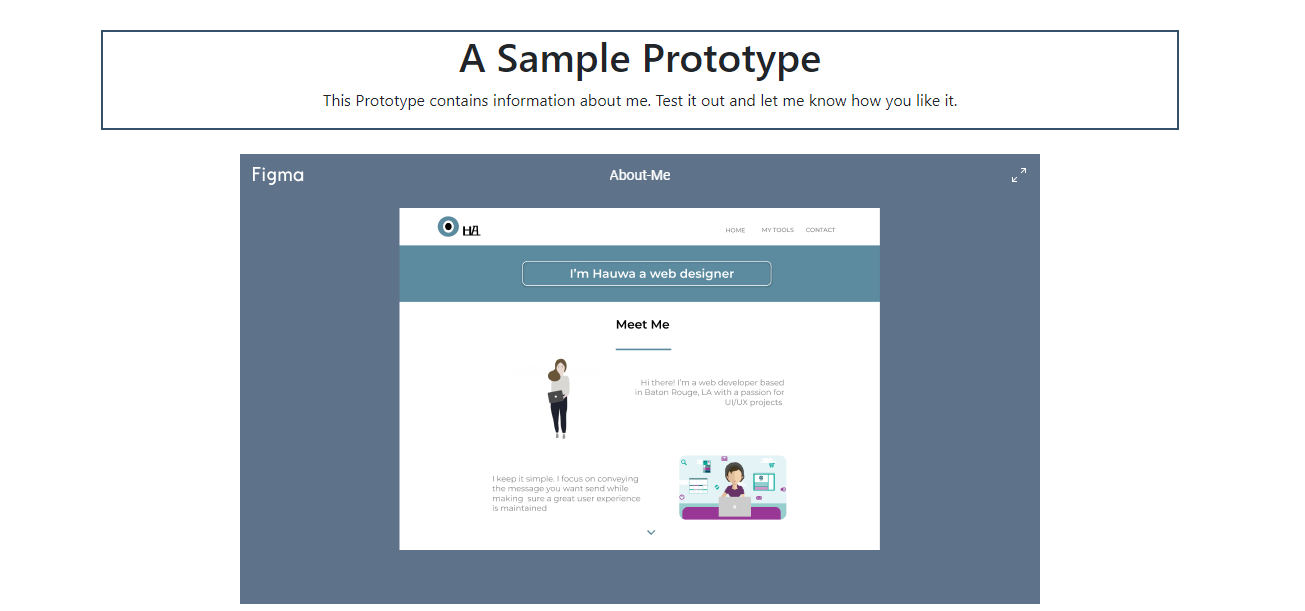 A Sample Prototype
This Prototype contains information about me. Test it out and let me know how you like it.
Figma
About-Me
HA
HOME
MY TOOLS
CONTACT
I'm Hauwa a web designer
Meet Me
Hi there! I'm a web developer based
in Baton Rouge, LA with a passion for
UI/UX projects
I keep it simple. I focus on conveying
the message you want send while
making sure a great user experience
is maintained